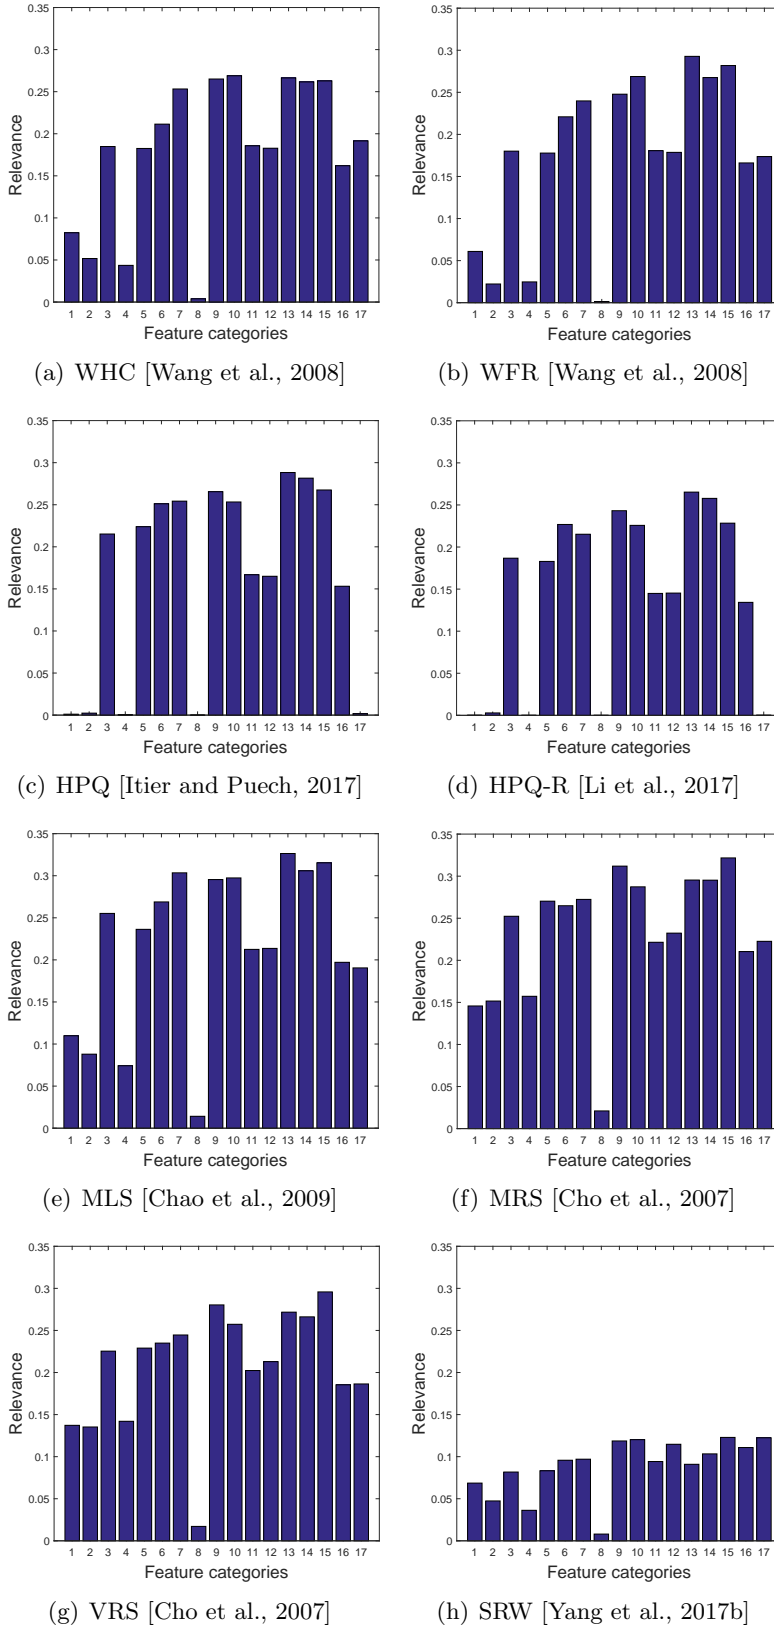 0.35
0.3
0.25
0.2
0.15
0.1
0.05
0
Relevance
1 2 3 4 5 6 7 8 9 10 11 12 13 14 15 16 17
Feature categories
(a) WHC [Wang et al., 2008]
0.35
0.3
0.25
0.2
0.15
0.1
0.05
0
Relevance
1 2 3 4 5 6 7 8 9 10 11 12 13 14 15 16 17
Feature categories
(b) WFR [Wang et al., 2008]
0.35
0.3
0.25
0.2
0.15
0.1
0.05
0
Relevance
1 2 3 4 5 6 7 8 9 10 11 12 13 14 15 16 17
Feature categories
(c) HPQ [Itier and Puech, 2017]
0.35
0.3
0.25
0.2
0.15
0.1
0.05
0
Relevance
1 2 3 4 5 6 7 8 9 10 11 12 13 14 15 16 17
Feature categories
(d) HPQ-R [Li et al., 2017]
0.35
0.3
0.25
0.2
0.15
0.1
0.05
0
Relevance
1 2 3 4 5 6 7 8 9 10 11 12 13 14 15 16 17
Feature categories
(e) MLS [Chao et al., 2009]
0.35
0.3
0.25
0.2
0.15
0.1
0.05
0
Relevance
1 2 3 4 5 6 7 8 9 10 11 12 13 14 15 16 17
Feature categories
(f) MRS [Cho et al., 2007]
0.35
0.3
0.25
0.2
0.15
0.1
0.05
0
Relevance
1 2 3 4 5 6 7 8 9 10 11 12 13 14 15 16 17
Feature categories
(g) VRS [Cho et al., 2007]
0.35
0.3
0.25
0.2
0.15
0.1
0.05
0
Relevance
1 2 3 4 5 6 7 8 9 10 11 12 13 14 15 16 17
Feature categories
(h) SRW [Yang et al., 2017b]